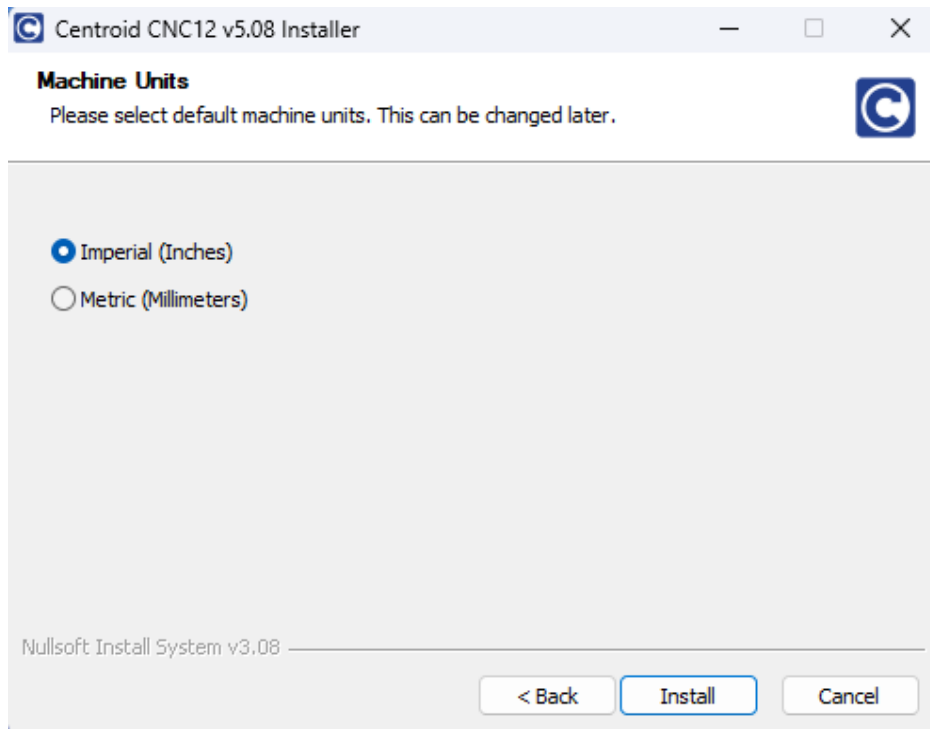 Centroid CNC12 v5.08 Installer
Machine Units
Please select default machine units. This can be changed later.
Imperial (Inches)
Metric (Millimeters)
Nullsoft Install System v3.08
< Back Install Cancel